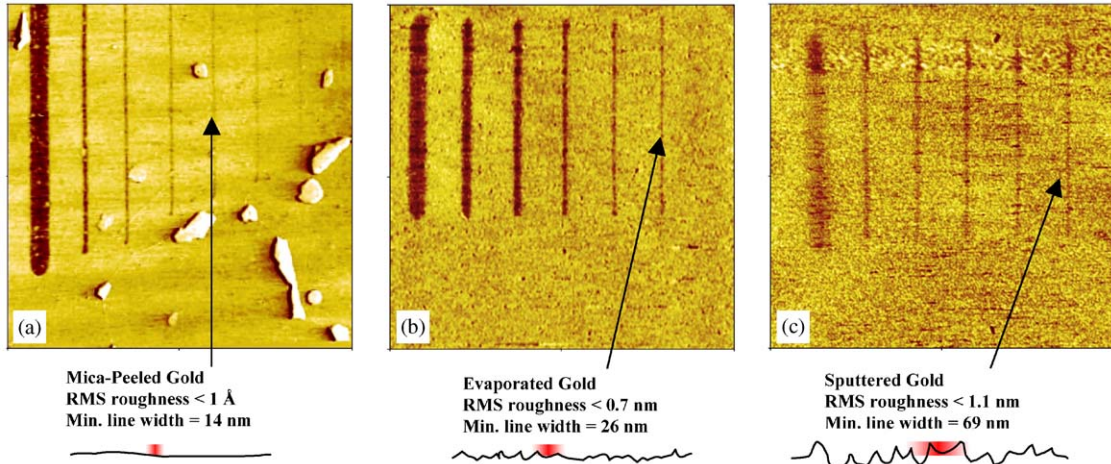 (a)
(b)
(c)
Mica-Peeled Gold
RMS roughness < 1 Å
Min. line width = 14 nm
Evaporated Gold
RMS roughness < 0.7 nm
Min. line width = 26 nm
Sputtered Gold
RMS roughness < 1.1 nm
Min. line width = 69 nm